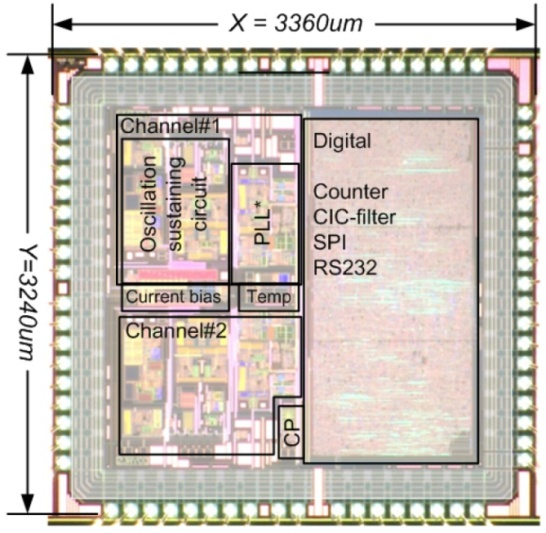 X = 3360um
Y=3240um
Channel#1
Oscillation
sustaining
circuit
PLL*
Current bias
Temp
Channel#2
CP
Digital
Counter
CIC-filter
SPI
RS232